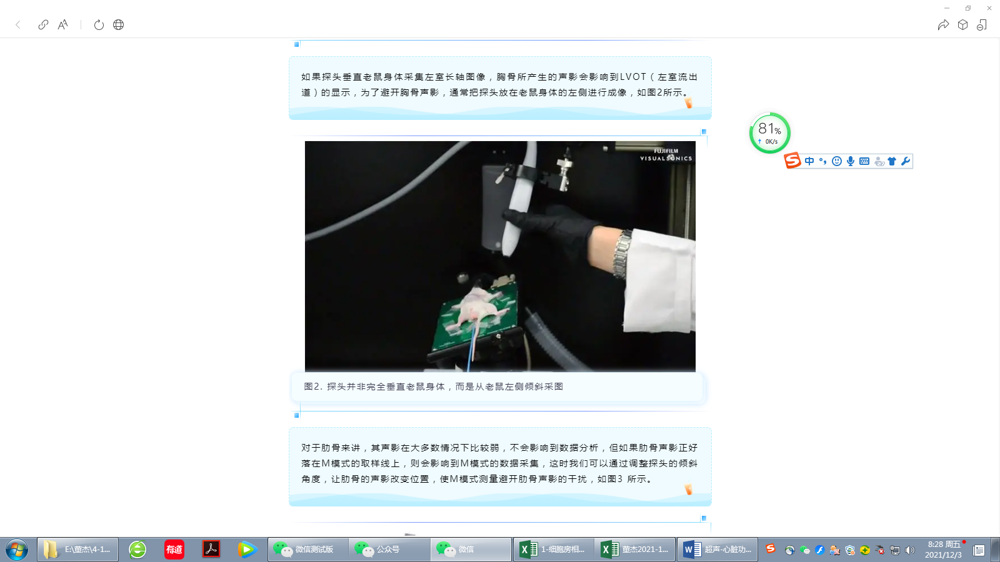 如果探头垂直老鼠身体采集左室长轴图像，胸骨所产生的声影会影响到LVOT（左室流出
道）的显示，为了避开胸骨声影，通常把探头放在老鼠身体的左侧进行成像，如图2所示。
81%
0K/s
中
FUJIFILM
VISUALSONICS
图2. 探头并非完全垂直老鼠身体，而是从老鼠左侧倾斜采图
对于肋骨来讲，其声影在大多数情况下比较弱，不会影响到数据分析，但如果肋骨声影正好
落在M模式的取样线上，则会影响到M模式的数据采集，这时我们可以通过调整探头的倾斜
角度，让肋骨的声影改变位置，使M模式测量避开肋骨声影的干扰，如图3 所示。
E:\董杰\4-1...
有道
微信测试版
公众号
微信
1-细胞房相...
董杰2021-1...
超声-心脏功...
8:28 周五
2021/12/3